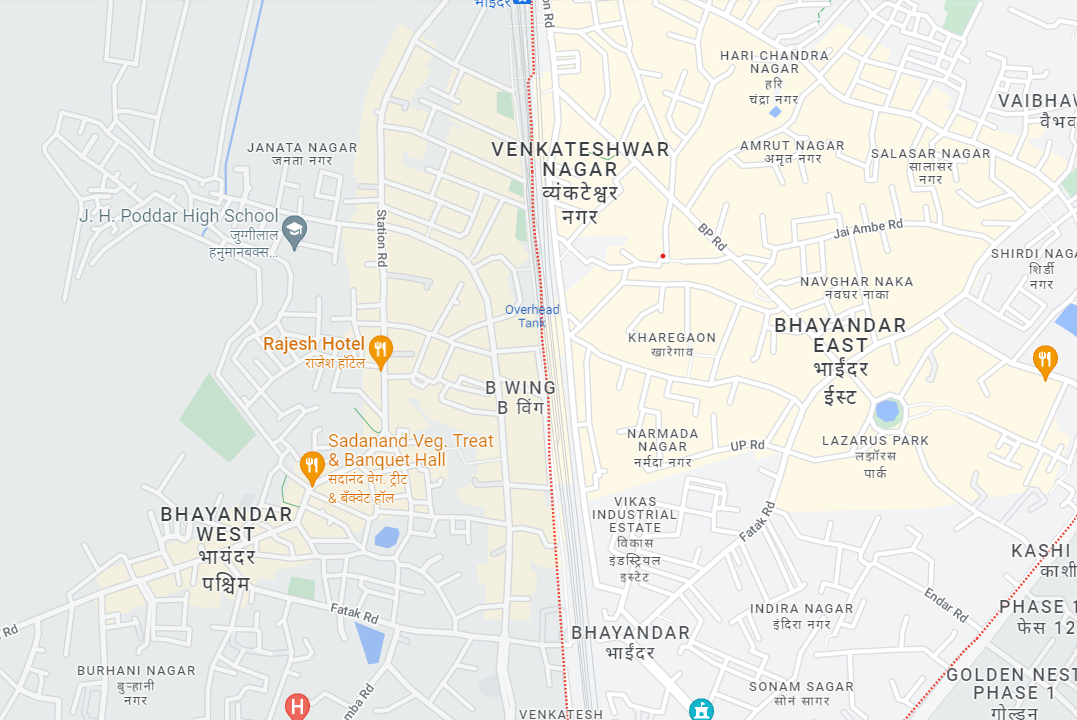 भाईंदर
on Rd
HARI CHANDRA
NAGAR
हरि
चंद्रा नगर
VAIBHAV
वैभव
JANATA NAGAR
जनता नगर
VENKATESHWAR
NAGAR
व्यंकटेश्वर
नगर
AMRUT NAGAR
अमृत नगर
SALASAR NAGAR
सालासर
नगर
J. H. Poddar High School
जुग्गीलाल
हनुमानबक्स...
Station Rd
BP Rd
Jai Ambe Rd
SHIRDI NAGA
शिर्डी
नगर
NAVGHAR NAKA
नवघर नाका
Overhead
Tank
BHAYANDAR
EAST
भाईंदर
ईस्ट
KHAREGAON
खारेगाव
Rajesh Hotel
राजेश हॉटेल
B WING
B विंग
NARMADA
NAGAR
नर्मदा नगर
UP Rd
LAZARUS PARK
लझॉरस
पार्क
Sadanand Veg. Treat
& Banquet Hall
सदानंद वेग. ट्रीट
& बँक्वेट हॉल
BHAYANDAR
WEST
भायंदर
पश्चिम
VIKAS
INDUSTRIAL
ESTATE
विकास
इंडस्ट्रियल
इस्टेट
Fatak Rd
KASHI
काशी
Endar Rd
PHASE 1
फेस 12
INDIRA NAGAR
इंदिरा नगर
Fatak Rd
Rd
BHAYANDAR
भाईंदर
BURHANI NAGAR
बुऱ्हानी
नगर
mba Rd
H
SONAM SAGAR
सोनं सागर
GOLDEN NEST
PHASE 1
गोल्डन
VENKATESH